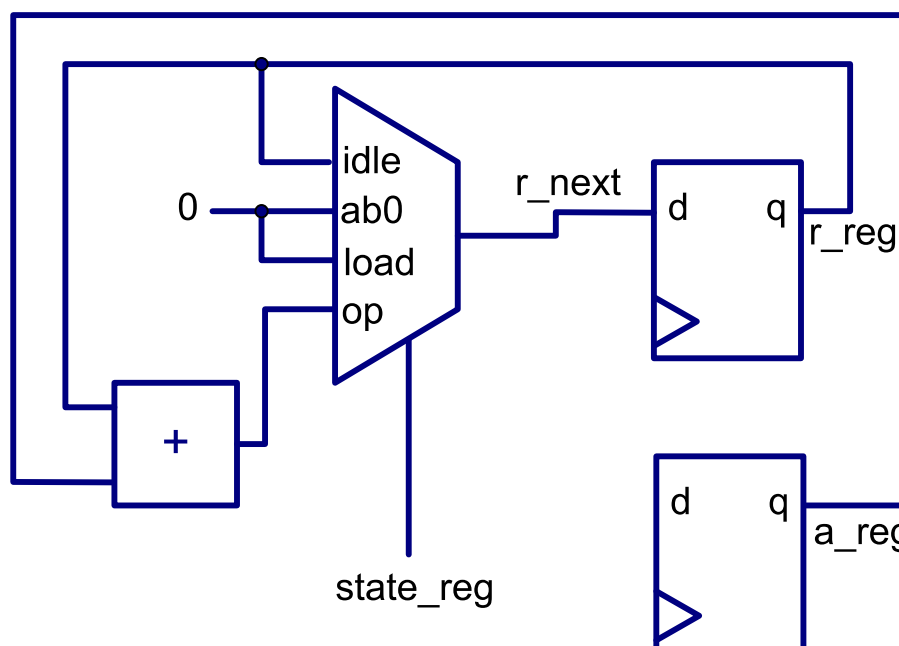 idle
r_next
0
ab0
d
q
r_reg
load
op
+
d
q
a_reg
state_reg